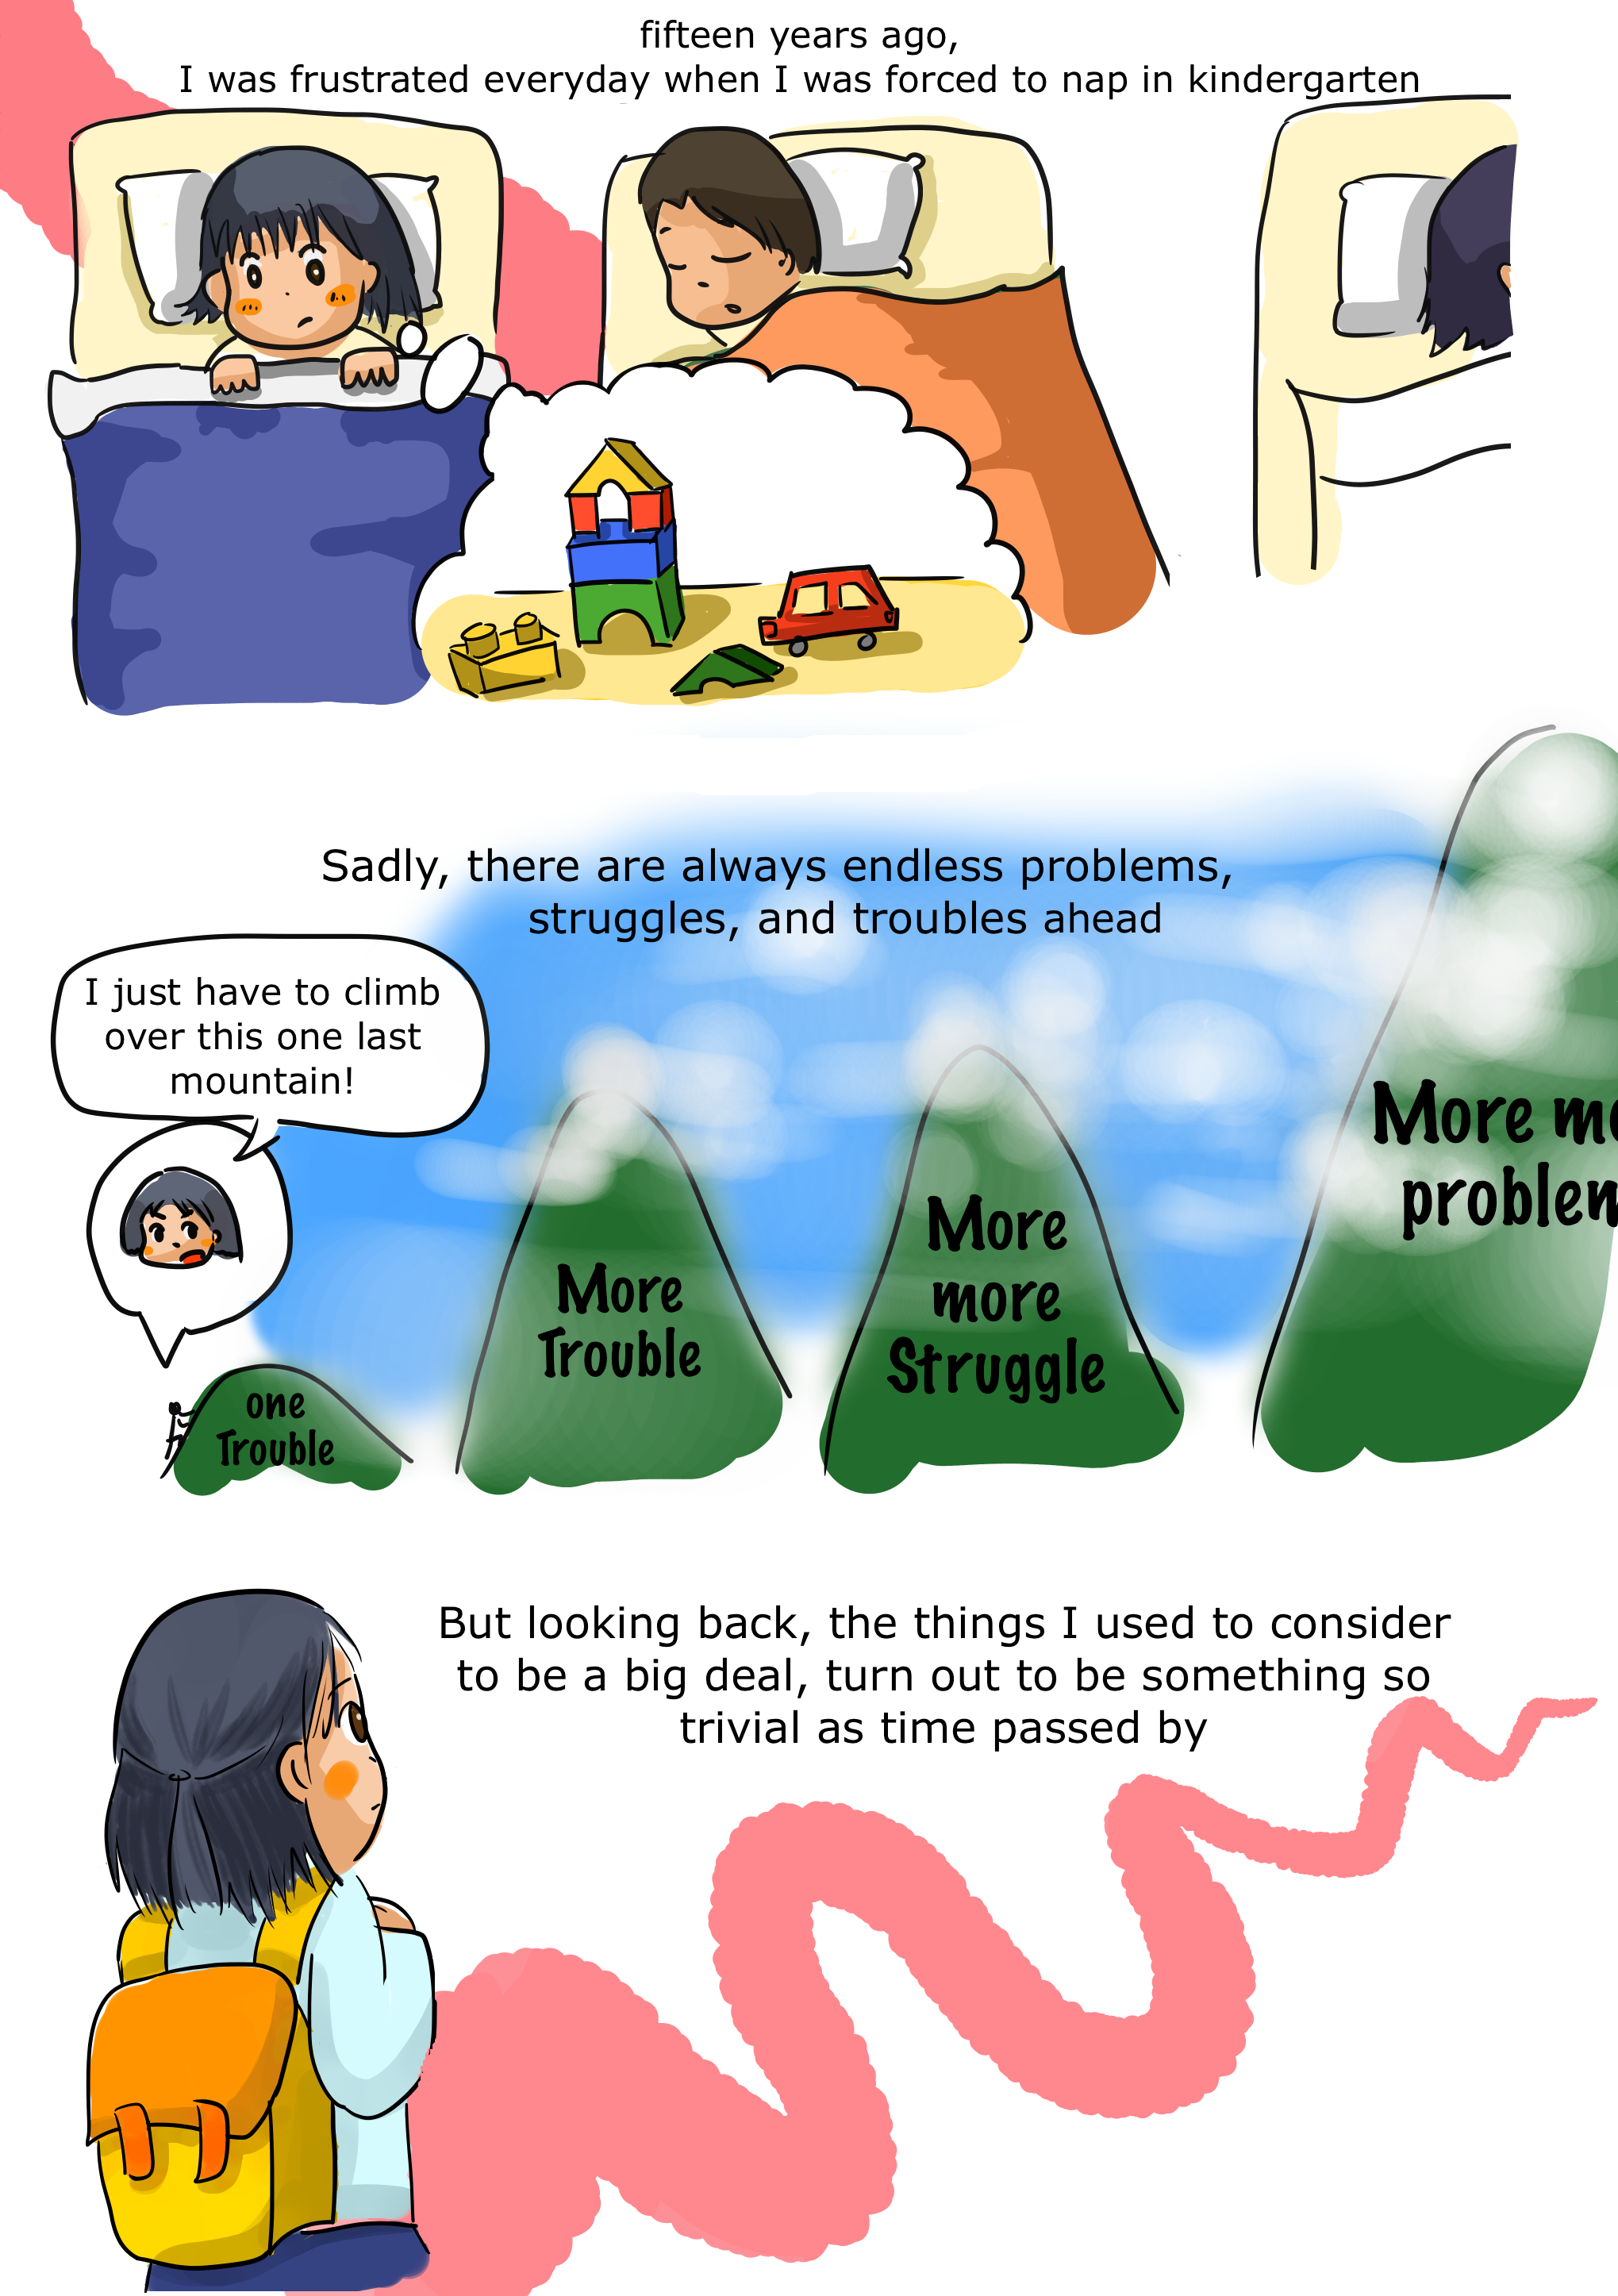 fifteen years ago,
I was frustrated everyday when I was forced to nap in kindergarten
Sadly, there are always endless problems,
struggles, and troubles ahead
I just have to climb
over this one last
mountain!
one
Trouble
More
Trouble
More
more
Struggle
More
But looking back, the things I used to consider
to be a big deal, turn out to be something so
trivial as time passed by